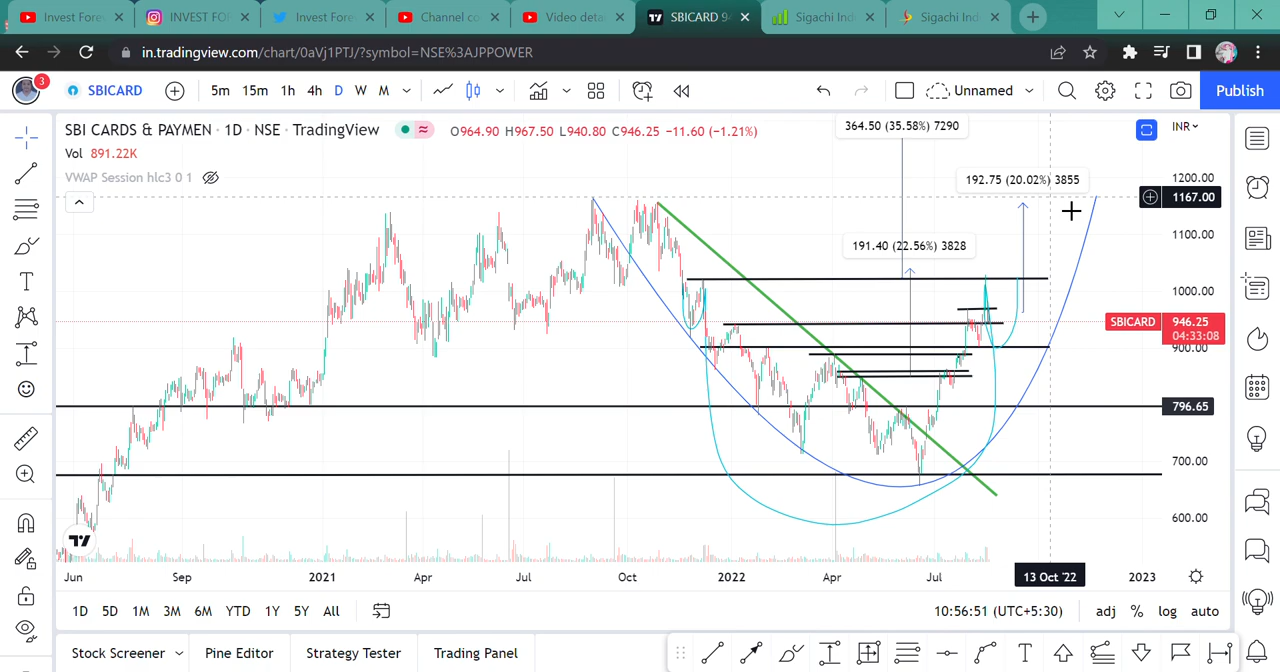 Invest Fore
INVEST FO
Invest Fore
Channel co
Video detai
SBICARD 94
Sigachi Ind
Sigachi Ind
in.tradingview.com/chart/0aVj1PTJ/?symbol=NSE%3AJPPOWER
3
SBICARD
5m 15m 1h 4h D W M
Unnamed
Publish
SBI CARDS & PAYMEN · 1D · NSE · TradingView
O964.90 H967.50 L940.80 C946.25 −11.60 (−1.21%)
Vol 891.22K
VWAP Session hlc3 0 1
INR
364.50 (35.58%) 7290
192.75 (20.02%) 3855
191.40 (22.56%) 3828
1200.00
1167.00
1100.00
1000.00
SBICARD 946.25
04:33:08
900.00
796.65
700.00
600.00
Jun Sep 2021 Apr Jul Oct 2022 Apr Jul 13 Oct '22 2023
1D 5D 1M 3M 6M YTD 1Y 5Y All
10:56:51 (UTC+5:30) adj % log auto
Stock Screener Pine Editor Strategy Tester Trading Panel